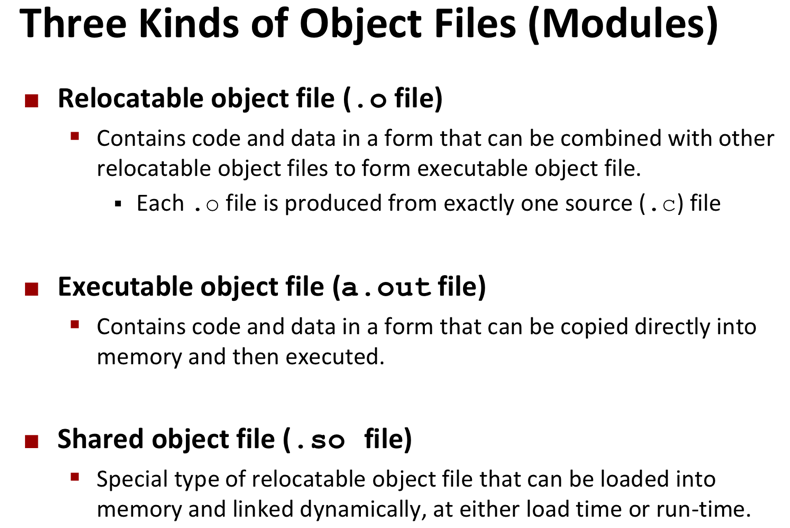 Three Kinds of Object Files (Modules)
Relocatable object file (.o file)
Contains code and data in a form that can be combined with other
relocatable object files to form executable object file.
Each .o file is produced from exactly one source (.c) file
Executable object file (a.out file)
Contains code and data in a form that can be copied directly into
memory and then executed.
Shared object file (.so file)
Special type of relocatable object file that can be loaded into
memory and linked dynamically, at either load time or run-time.